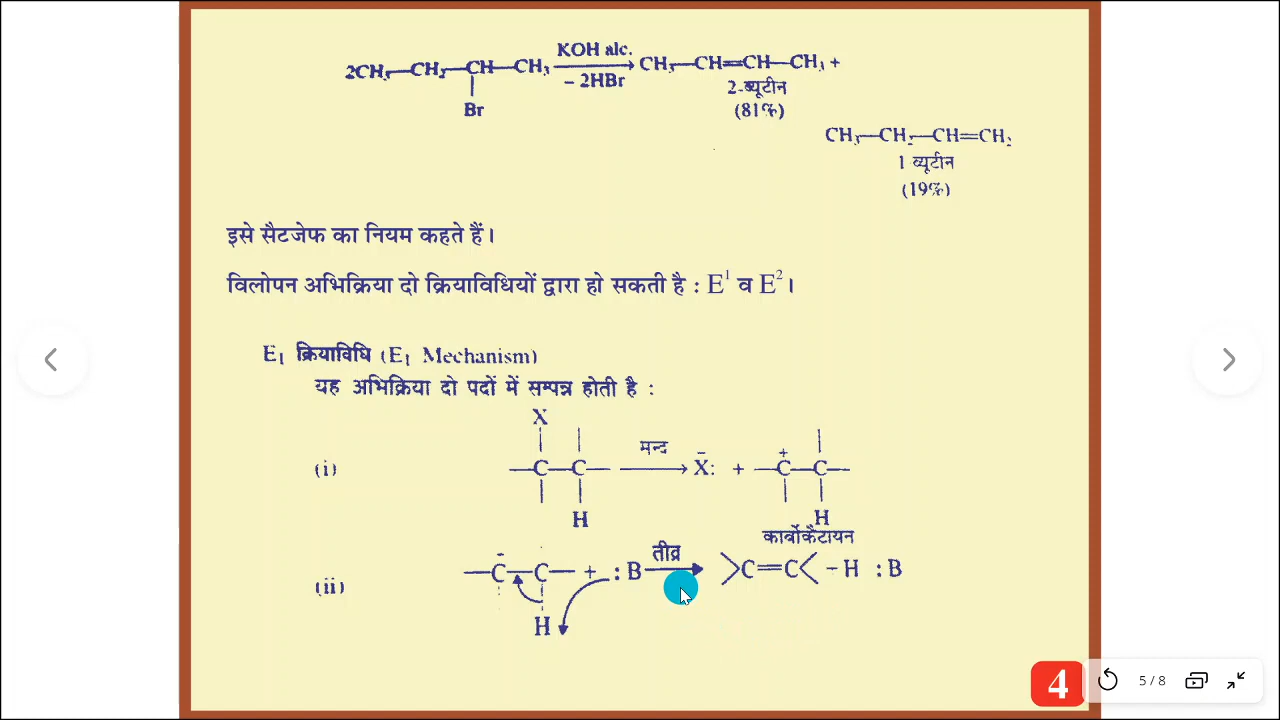 KOH alc.
2CH₃—CH₂—CH—CH₃ → CH₃—CH=CH—CH₃ +
– 2HBr
Br
2-ब्यूटीन
(81%)
CH₃—CH₂—CH=CH₂
1 ब्यूटीन
(19%)
इसे सैटजेफ का नियम कहते हैं।
विलोपन अभिक्रिया दो क्रियाविधियों द्वारा हो सकती है : E¹ व E²।
E₁ क्रियाविधि (E₁ Mechanism)
यह अभिक्रिया दो पदों में सम्पन्न होती है :
X
मन्द
(i) —C—C— → X̄: + —C⁺—C—
H H
कार्बोकैटायन
तीव्र
(ii) —C̄—C— + :B → >C=C< – H :B
H
4
5 / 8